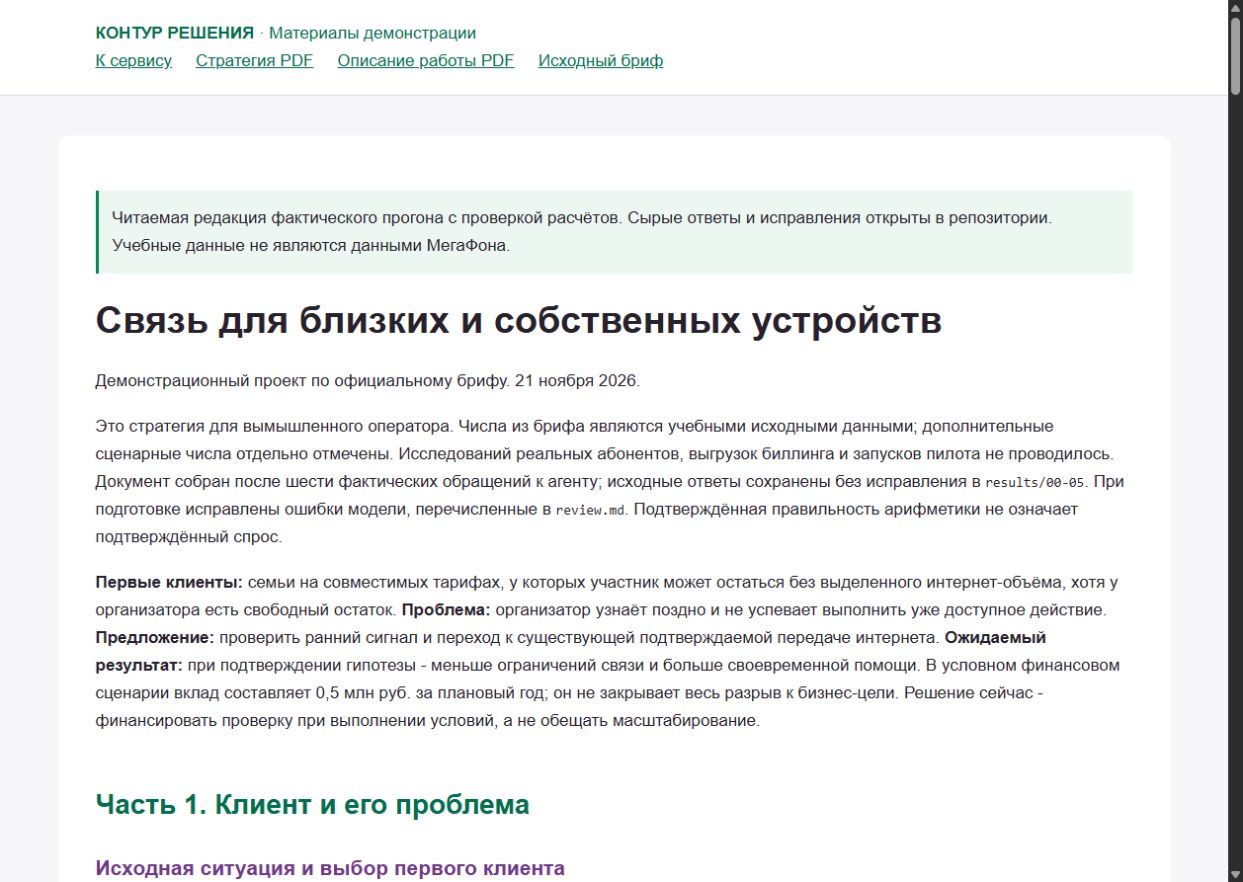 КОНТУР РЕШЕНИЯ · Материалы демонстрации
К сервису Стратегия PDF Описание работы PDF Исходный бриф
Читаемая редакция фактического прогона с проверкой расчётов. Сырые ответы и исправления открыты в репозитории.
Учебные данные не являются данными МегаФона.
Связь для близких и собственных устройств
Демонстрационный проект по официальному брифу. 21 ноября 2026.
Это стратегия для вымышленного оператора. Числа из брифа являются учебными исходными данными; дополнительные
сценарные числа отдельно отмечены. Исследований реальных абонентов, выгрузок биллинга и запусков пилота не проводилось.
Документ собран после шести фактических обращений к агенту; исходные ответы сохранены без исправления в results/00-05. При
подготовке исправлены ошибки модели, перечисленные в review.md. Подтверждённая правильность арифметики не означает
подтверждённый спрос.
Первые клиенты: семьи на совместимых тарифах, у которых участник может остаться без выделенного интернет-объёма, хотя у
организатора есть свободный остаток. Проблема: организатор узнаёт поздно и не успевает выполнить уже доступное действие.
Предложение: проверить ранний сигнал и переход к существующей подтверждаемой передаче интернета. Ожидаемый
результат: при подтверждении гипотезы - меньше ограничений связи и больше своевременной помощи. В условном финансовом
сценарии вклад составляет 0,5 млн руб. за плановый год; он не закрывает весь разрыв к бизнес-цели. Решение сейчас -
финансировать проверку при выполнении условий, а не обещать масштабирование.
Часть 1. Клиент и его проблема
Исходная ситуация и выбор первого клиента